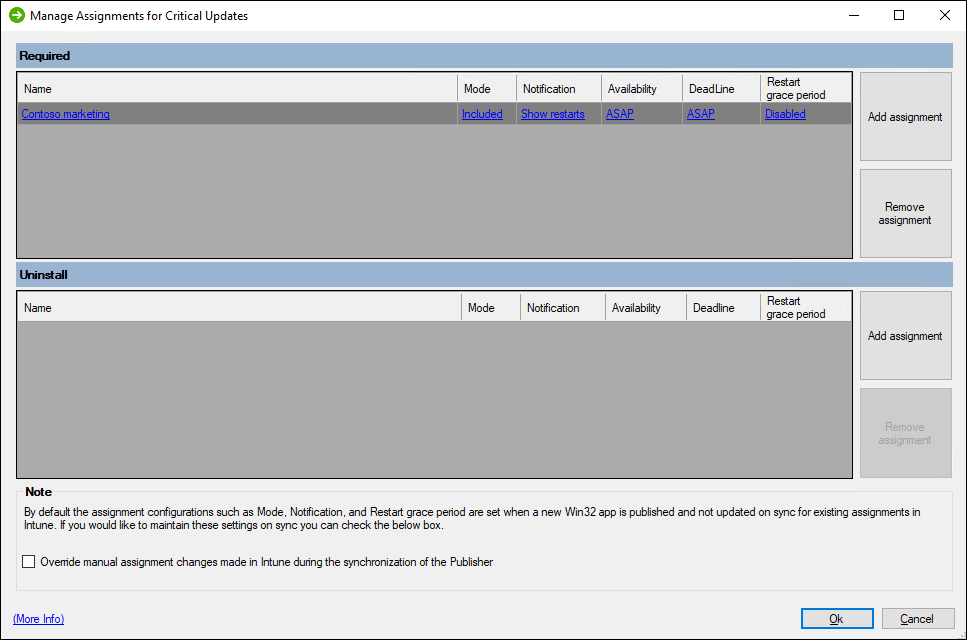 Manage Assignments for Critical Updates
Required
Name Mode Notification Availability DeadLine Restart
grace period
Contoso marketing Included Show restarts ASAP ASAP Disabled
Add assignment
Remove
assignment
Uninstall
Name Mode Notification Availability Deadline Restart
grace period
Add assignment
Remove
assignment
Note
By default the assignment configurations such as Mode, Notification, and Restart grace period are set when a new Win32 app is published and not updated on sync for existing assignments in
Intune. If you would like to maintain these settings on sync you can check the below box.
Override manual assignment changes made in Intune during the synchronization of the Publisher
(More Info)
Ok
Cancel